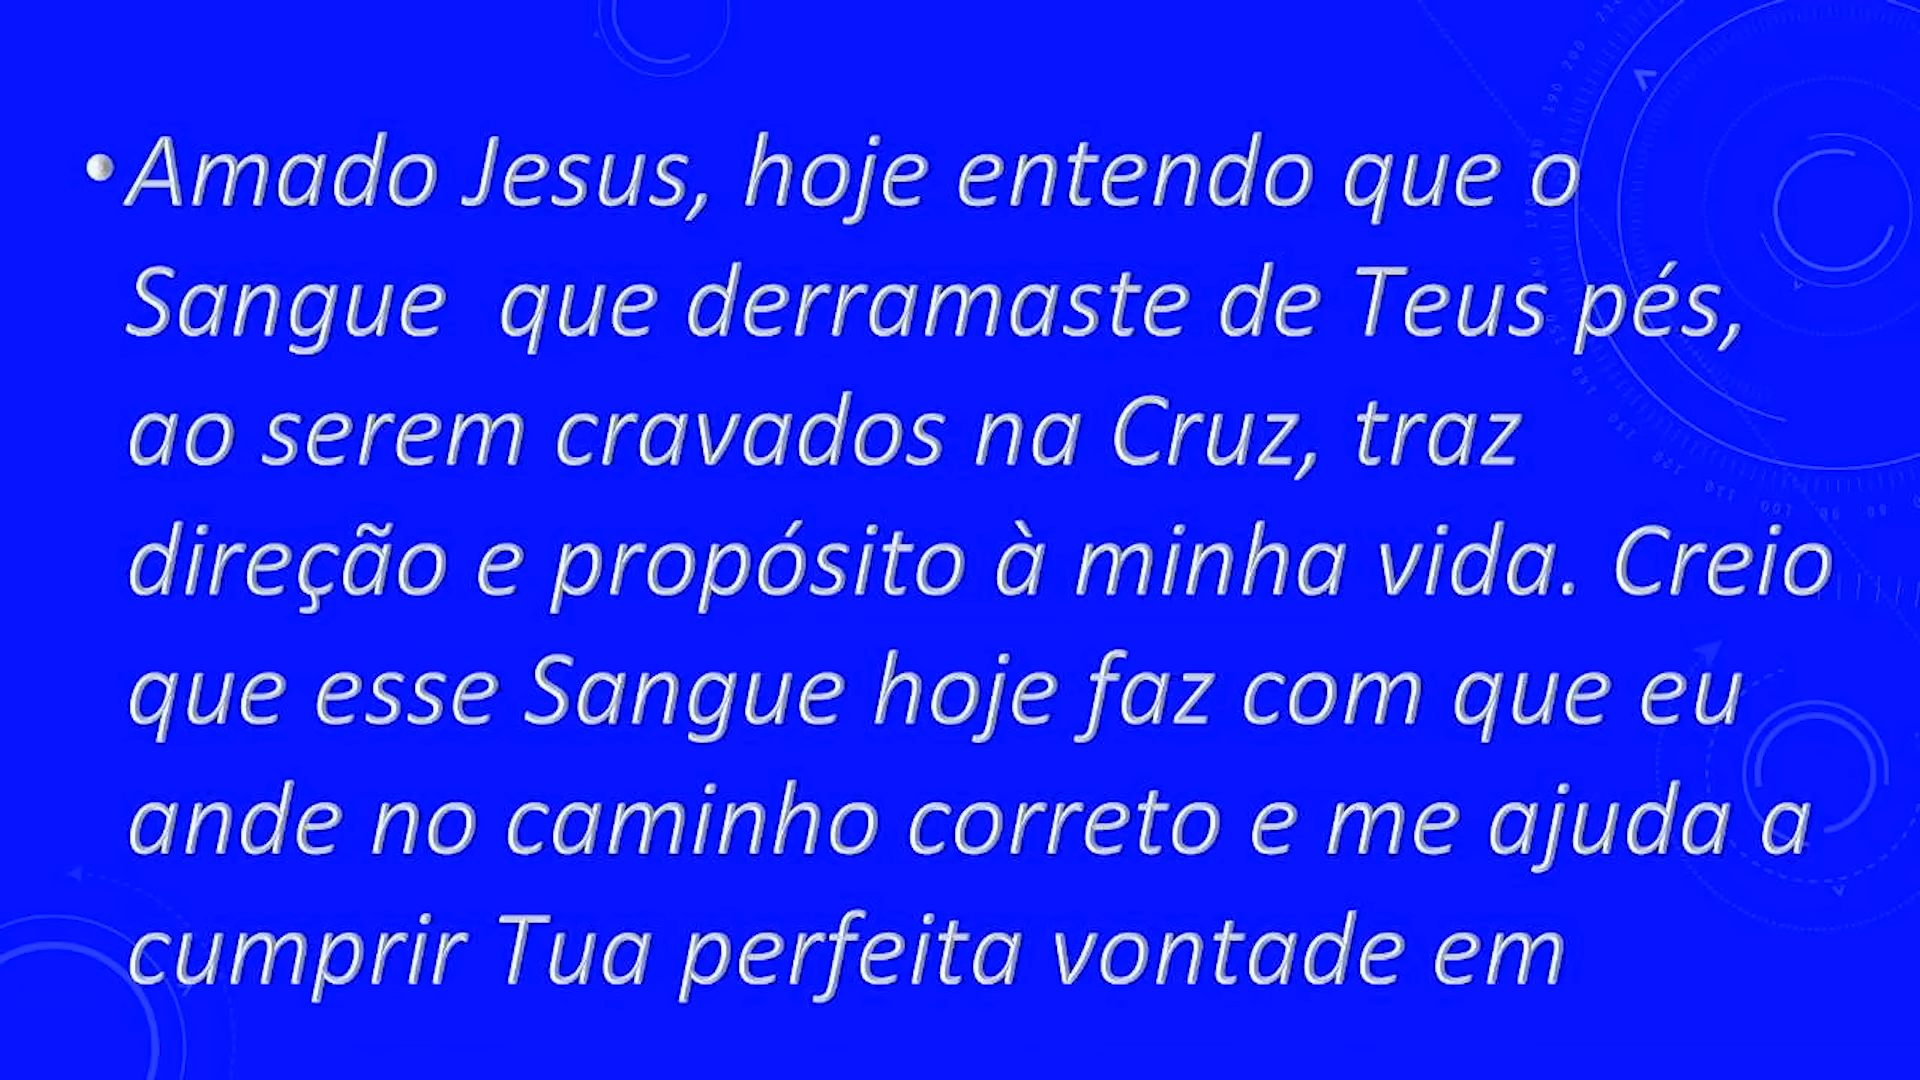 • Amado Jesus, hoje entendo que o
Sangue  que derramaste de Teus pés,
ao serem cravados na Cruz, traz
direção e propósito à minha vida. Creio
que esse Sangue hoje faz com que eu
ande no caminho correto e me ajuda a
cumprir Tua perfeita vontade em